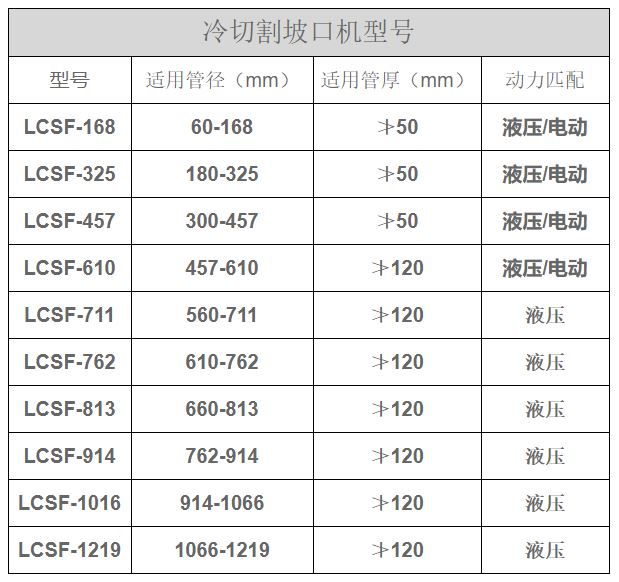 冷切割坡口机型号
型号 适用管径（mm） 适用管厚（mm） 动力匹配
LCSF-168 60-168 ≯50 液压/电动
LCSF-325 180-325 ≯50 液压/电动
LCSF-457 300-457 ≯50 液压/电动
LCSF-610 457-610 ≯120 液压/电动
LCSF-711 560-711 ≯120 液压
LCSF-762 610-762 ≯120 液压
LCSF-813 660-813 ≯120 液压
LCSF-914 762-914 ≯120 液压
LCSF-1016 914-1066 ≯120 液压
LCSF-1219 1066-1219 ≯120 液压